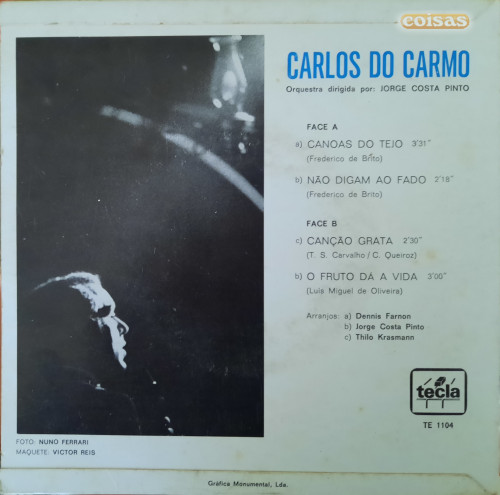 coisas
CARLOS DO CARMO
Orquestra dirigida por: JORGE COSTA PINTO
FACE A
a) CANOAS DO TEJO 3'31"
(Frederico de Brito)
b) NÃO DIGAM AO FADO 2'18"
(Frederico de Brito)
FACE B
c) CANÇÃO GRATA 2'30"
(T. S. Carvalho / C. Queiroz)
b) O FRUTO DÁ A VIDA 3'00"
(Luis Miguel de Oliveira)
Arranjos: a) Dennis Farnon
b) Jorge Costa Pinto
c) Thilo Krasmann
tecla
TE 1104
FOTO: NUNO FERRARI
MAQUETE: VICTOR REIS
Gráfica Monumental, Lda.